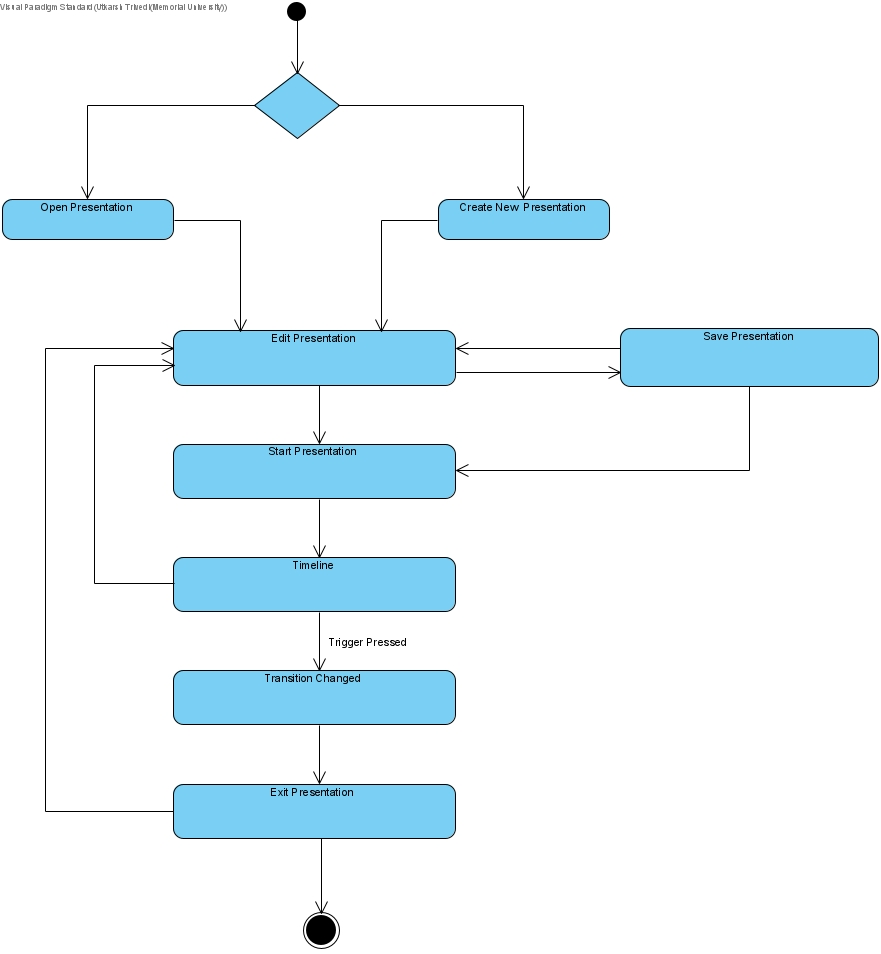 Visual Paradigm Standard (Utkarsh Trivedi(Memorial University))
Open Presentation
Create New Presentation
Edit Presentation
Save Presentation
Start Presentation
Timeline
Trigger Pressed
Transition Changed
Exit Presentation